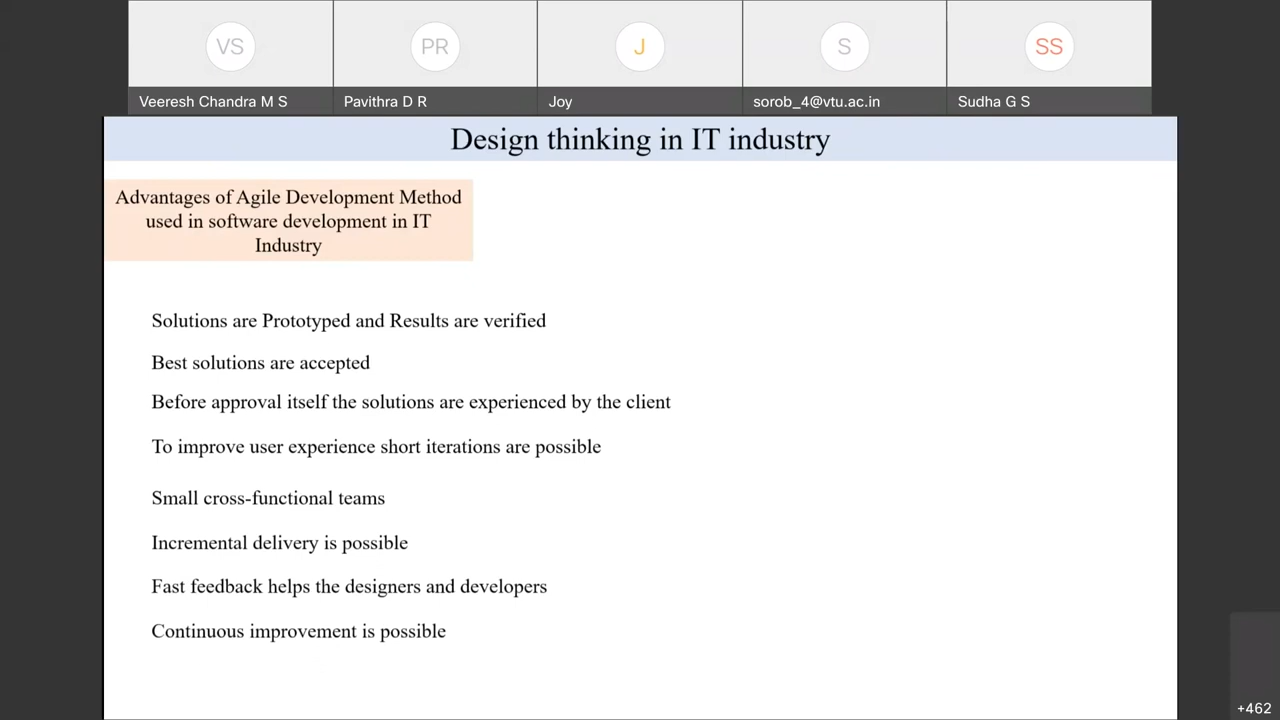 VS
PR
J
S
SS
Veeresh Chandra M S
Pavithra D R
Joy
sorob_4@vtu.ac.in
Sudha G S
Design thinking in IT industry
Advantages of Agile Development Method
used in software development in IT
Industry
Solutions are Prototyped and Results are verified
Best solutions are accepted
Before approval itself the solutions are experienced by the client
To improve user experience short iterations are possible
Small cross-functional teams
Incremental delivery is possible
Fast feedback helps the designers and developers
Continuous improvement is possible
+462